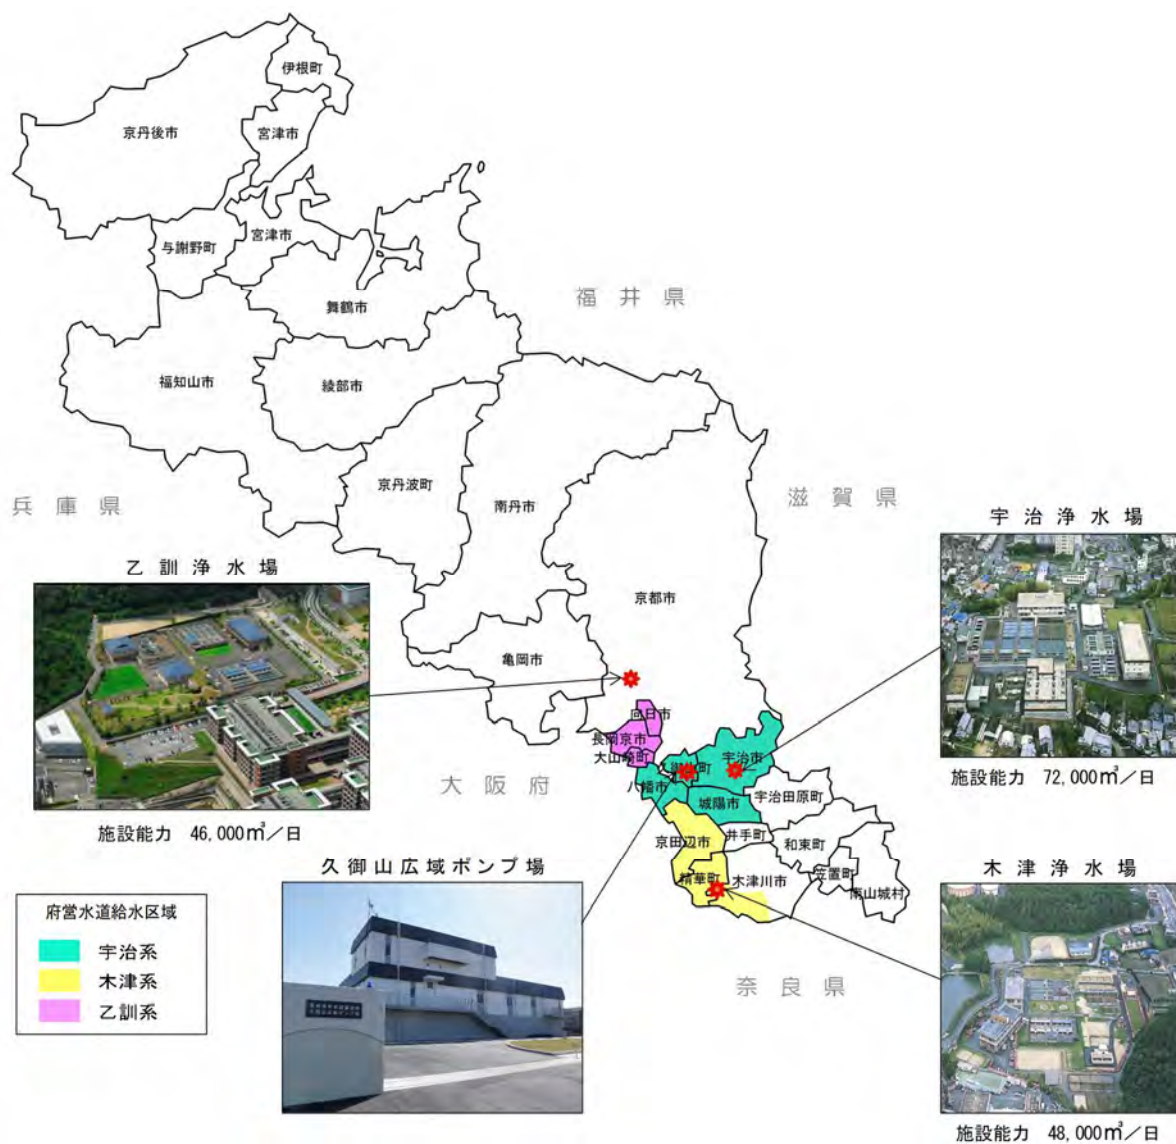 伊根町
京丹後市
宮津市
与謝野町
宮津市
舞鶴市
福井県
福知山市
綾部市
京丹波町
南丹市
兵庫県
滋賀県
宇治浄水場
乙訓浄水場
京都市
亀岡市
向日市
長岡京市
大山崎町
宇治市
八幡市
大阪府
施設能力 72,000㎥/日
宇治田原町
城陽市
施設能力 46,000㎥/日
井手町
京田辺市
和束町
久御山広域ポンプ場
笠置町
木津浄水場
精華町
木津川市
南山城村
府営水道給水区域
宇治系
木津系
乙訓系
奈良県
施設能力 48,000㎥/日